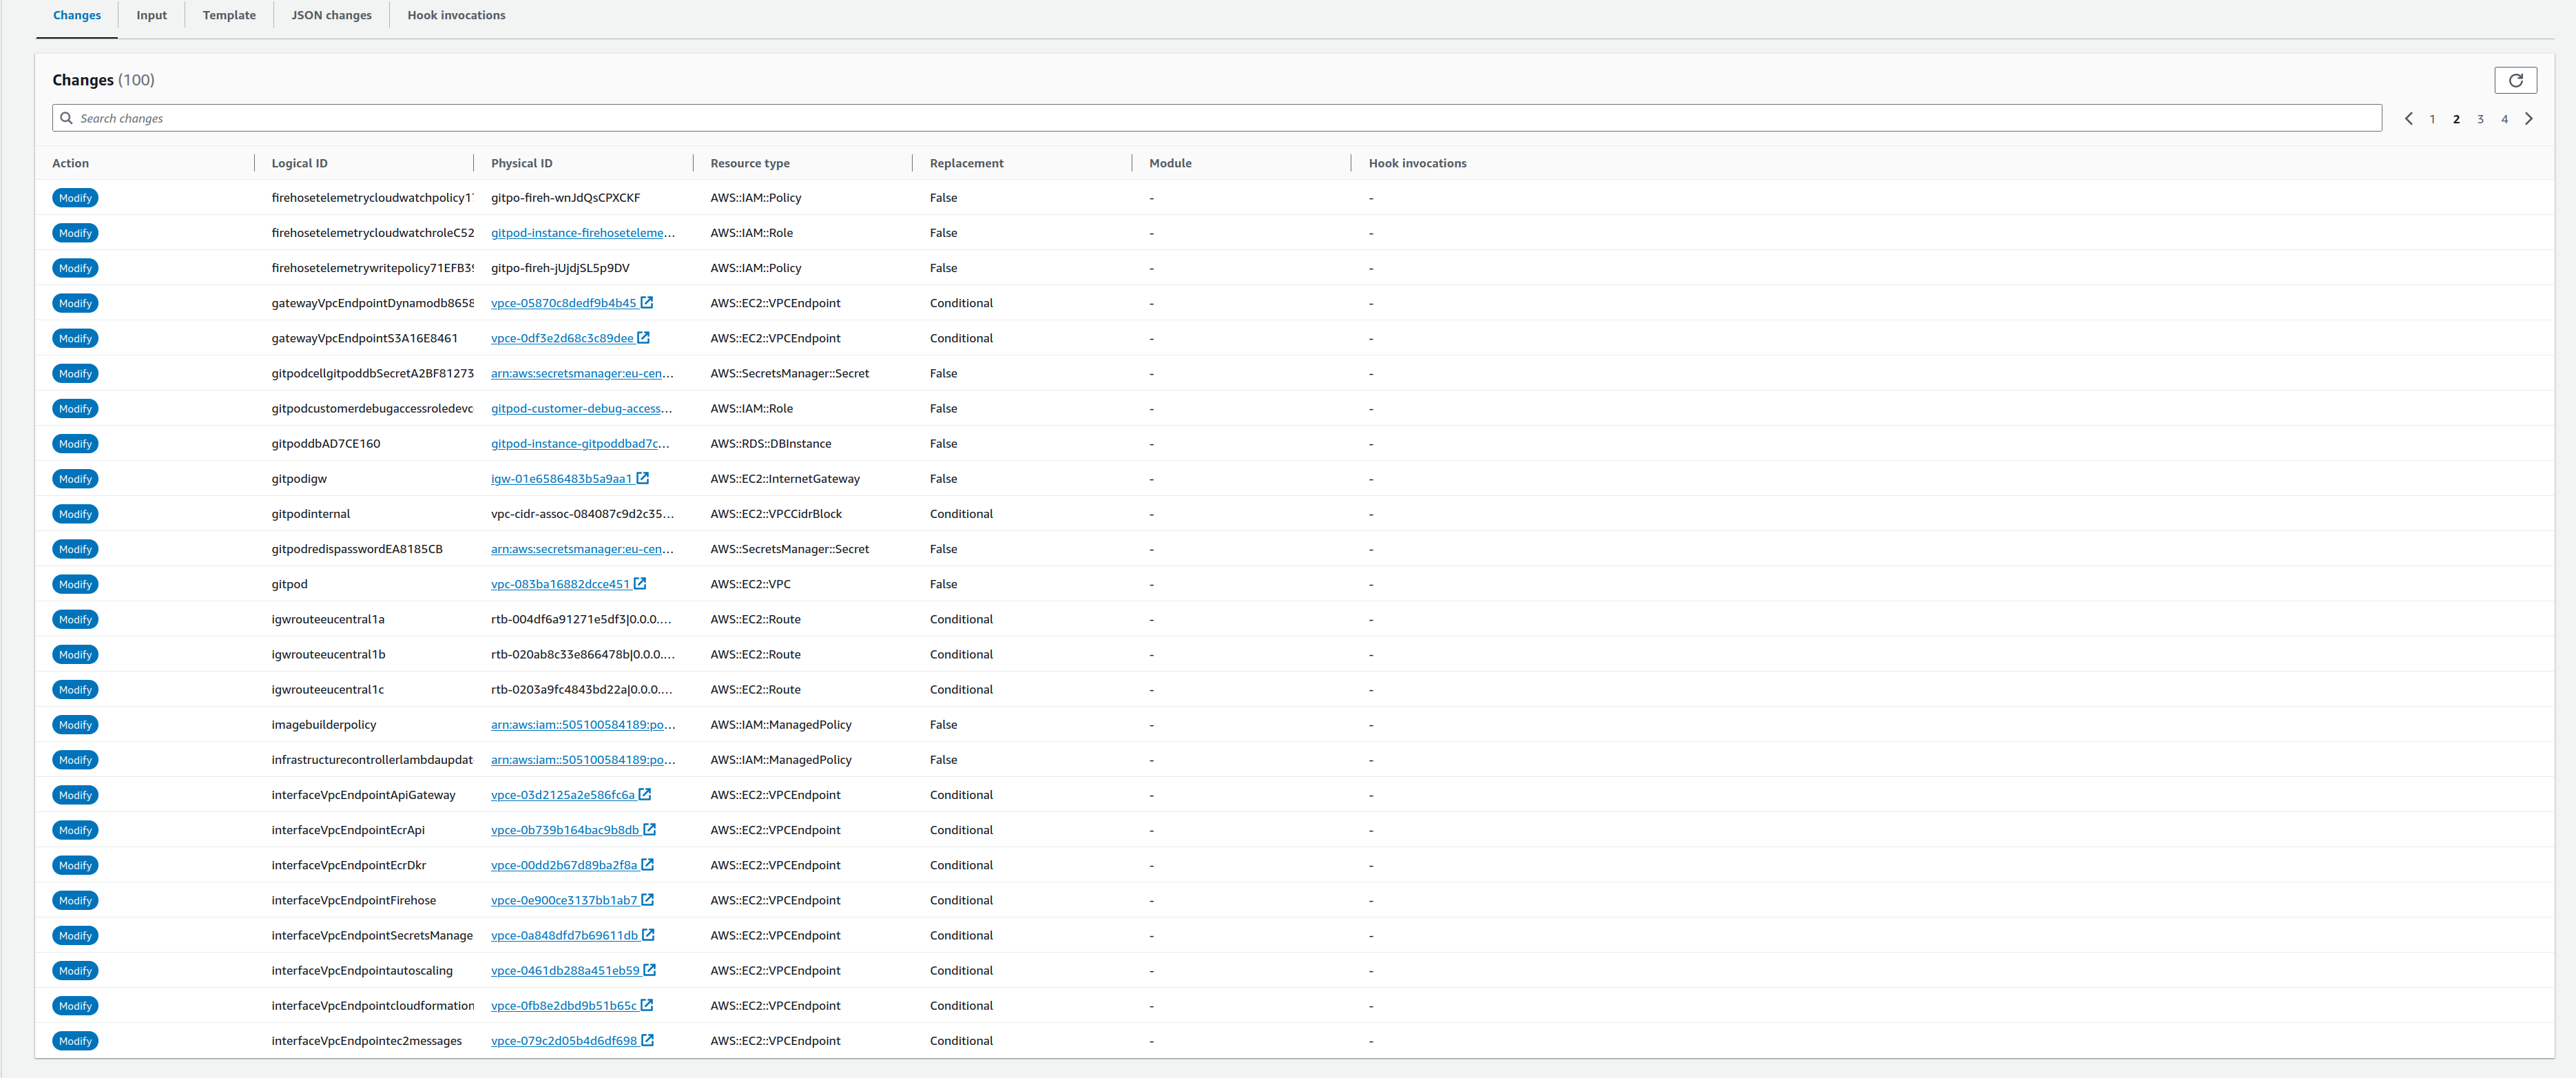 Changes Input Template JSON changes Hook invocations
Changes (100)
Search changes 1 2 3 4
Action Logical ID Physical ID Resource type Replacement Module Hook invocations
Modify firehosetelemetrycloudwatchpolicy17 gitpo-fireh-wnJdQsCPXCKF AWS::IAM::Policy False - -
Modify firehosetelemetrycloudwatchroleC52 gitpod-instance-firehoseteleme... AWS::IAM::Role False - -
Modify firehosetelemetrywritepolicy71EFB39 gitpo-fireh-jUjdjSL5p9DV AWS::IAM::Policy False - -
Modify gatewayVpcEndpointDynamodb8658 vpce-05870c8dedf9b4b45 AWS::EC2::VPCEndpoint Conditional - -
Modify gatewayVpcEndpointS3A16E8461 vpce-0df3e2d68c3c89dee AWS::EC2::VPCEndpoint Conditional - -
Modify gitpodcellgitpoddbSecretA2BF81273 arn:aws:secretsmanager:eu-cen... AWS::SecretsManager::Secret False - -
Modify gitpodcustomerdebugaccessroledevc gitpod-customer-debug-access... AWS::IAM::Role False - -
Modify gitpoddbAD7CE160 gitpod-instance-gitpoddbad7c... AWS::RDS::DBInstance False - -
Modify gitpodigw igw-01e6586483b5a9aa1 AWS::EC2::InternetGateway False - -
Modify gitpodinternal vpc-cidr-assoc-084087c9d2c35... AWS::EC2::VPCCidrBlock Conditional - -
Modify gitpodredispasswordEA8185CB arn:aws:secretsmanager:eu-cen... AWS::SecretsManager::Secret False - -
Modify gitpod vpc-083ba16882dcce451 AWS::EC2::VPC False - -
Modify igwrouteeucentral1a rtb-004df6a91271e5df3|0.0.0.... AWS::EC2::Route Conditional - -
Modify igwrouteeucentral1b rtb-020ab8c33e866478b|0.0.0.... AWS::EC2::Route Conditional - -
Modify igwrouteeucentral1c rtb-0203a9fc4843bd22a|0.0.0.... AWS::EC2::Route Conditional - -
Modify imagebuilderpolicy arn:aws:iam::505100584189:po... AWS::IAM::ManagedPolicy False - -
Modify infrastructurecontrollerlambdaupdat arn:aws:iam::505100584189:po... AWS::IAM::ManagedPolicy False - -
Modify interfaceVpcEndpointApiGateway vpce-03d2125a2e586fc6a AWS::EC2::VPCEndpoint Conditional - -
Modify interfaceVpcEndpointEcrApi vpce-0b739b164bac9b8db AWS::EC2::VPCEndpoint Conditional - -
Modify interfaceVpcEndpointEcrDkr vpce-00dd2b67d89ba2f8a AWS::EC2::VPCEndpoint Conditional - -
Modify interfaceVpcEndpointFirehose vpce-0e900ce3137bb1ab7 AWS::EC2::VPCEndpoint Conditional - -
Modify interfaceVpcEndpointSecretsManage vpce-0a848dfd7b69611db AWS::EC2::VPCEndpoint Conditional - -
Modify interfaceVpcEndpointautoscaling vpce-0461db288a451eb59 AWS::EC2::VPCEndpoint Conditional - -
Modify interfaceVpcEndpointcloudformation vpce-0fb8e2dbd9b51b65c AWS::EC2::VPCEndpoint Conditional - -
Modify interfaceVpcEndpointec2messages vpce-079c2d05b4d6df698 AWS::EC2::VPCEndpoint Conditional - -